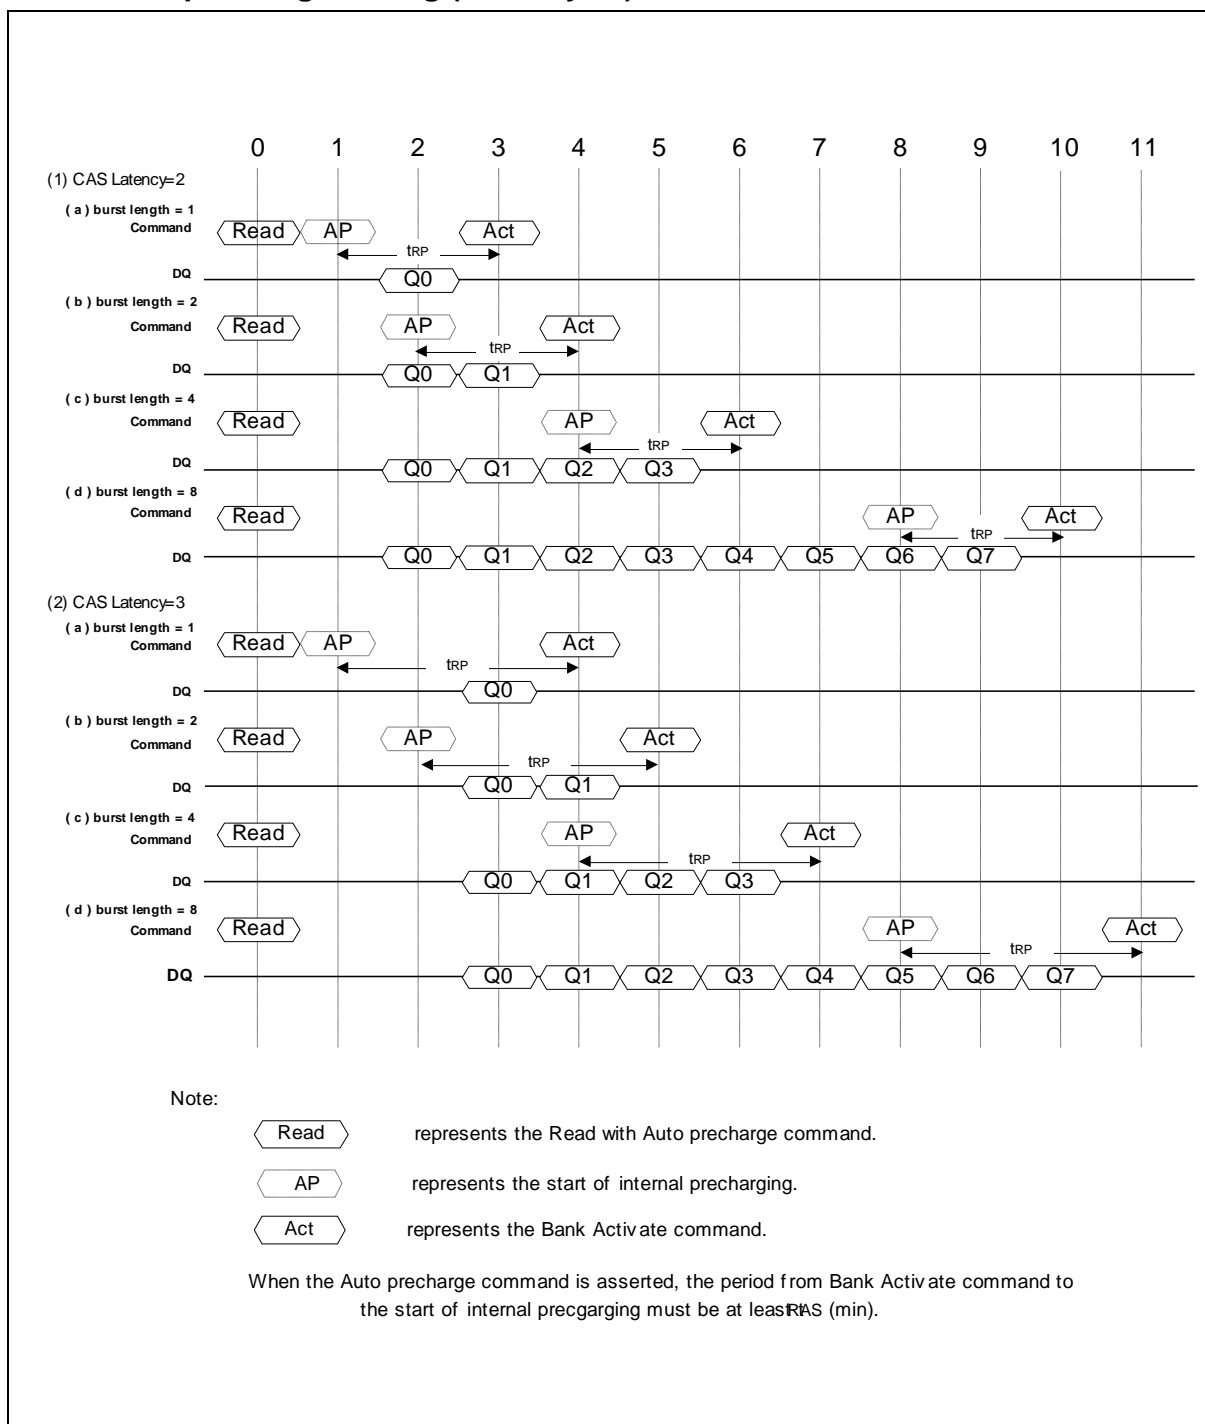 0 1 2 3 4 5 6 7 8 9 10 11
(1) CAS Latency=2
( a ) burst length = 1
Command Read AP Act
tRP
DQ Q0
( b ) burst length = 2
Command Read AP Act
tRP
DQ Q0 Q1
( c ) burst length = 4
Command Read AP Act
tRP
DQ Q0 Q1 Q2 Q3
( d ) burst length = 8
Command Read AP Act
tRP
DQ Q0 Q1 Q2 Q3 Q4 Q5 Q6 Q7
(2) CAS Latency=3
( a ) burst length = 1
Command Read AP Act
tRP
DQ Q0
( b ) burst length = 2
Command Read AP Act
tRP
DQ Q0 Q1
( c ) burst length = 4
Command Read AP Act
tRP
DQ Q0 Q1 Q2 Q3
( d ) burst length = 8
Command Read AP Act
tRP
DQ Q0 Q1 Q2 Q3 Q4 Q5 Q6 Q7
Note:
Read represents the Read with Auto precharge command.
AP represents the start of internal precharging.
Act represents the Bank Activate command.
When the Auto precharge command is asserted, the period from Bank Activate command to
the start of internal precgarging must be at least tRAS (min).